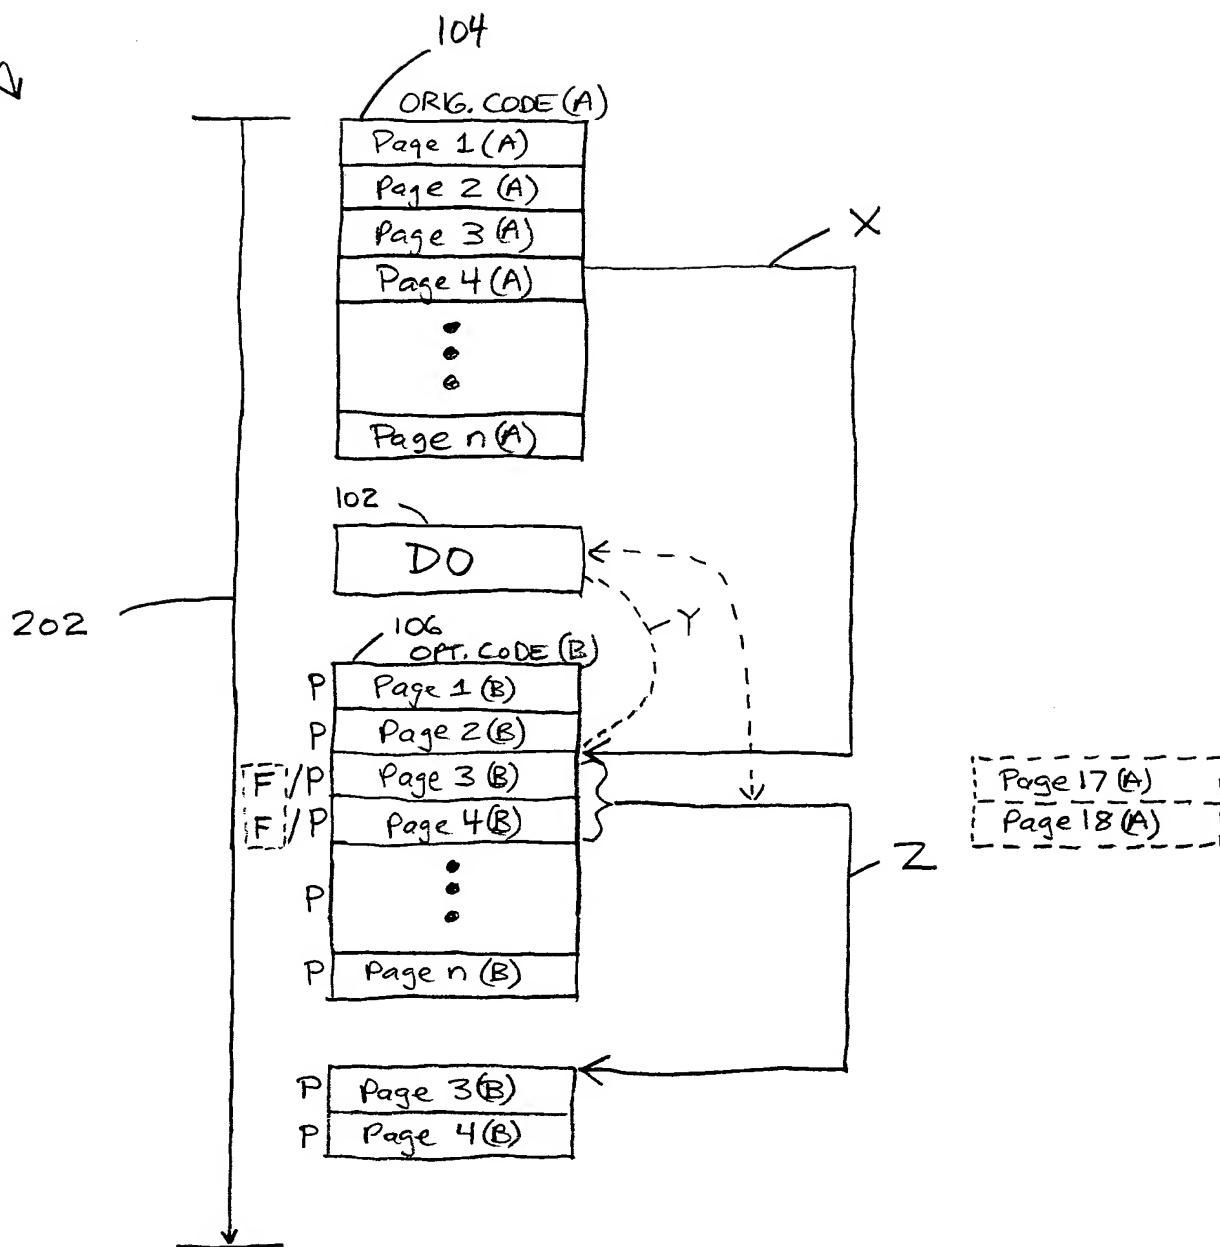 104
ORIG. CODE (A)
Page 1 (A)
Page 2 (A)
Page 3 (A)
X
Page 4 (A)
Page n (A)
102
DO
202
Y
106
OPT. CODE (B)
P Page 1 (B)
P Page 2 (B)
F/P Page 3 (B)
Page 17 (A)
F/P Page 4 (B)
Page 18 (A)
Z
P
P Page n (B)
P Page 3 (B)
P Page 4 (B)